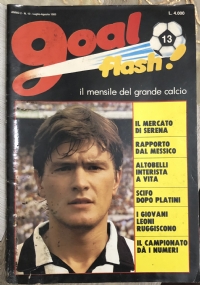 L. 4.000
goal
flash!
13
il mensile del grande calcio
IL MERCATO
DI SERENA
RAPPORTO
DAL MESSICO
ALTOBELLI
INTERISTA
A VITA
SCIFO
DOPO PLATINI
I GIOVANI
LEONI
RUGGISCONO
IL CAMPIONATO
DA I NUMERI